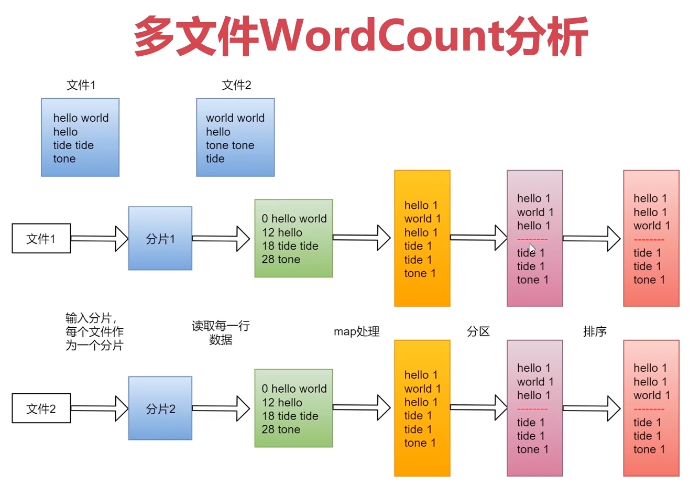 多文件WordCount分析
文件1
文件2
hello world
hello
tide tide
tone
world world
hello
tone tone
tide
文件1
分片1
0 hello world
12 hello
18 tide tide
28 tone
hello 1
world 1
hello 1
tide 1
tide 1
tone 1
hello 1
world 1
hello 1
--------
tide 1
tide 1
tone 1
hello 1
hello 1
world 1
--------
tide 1
tide 1
tone 1
输入分片，
每个文件作
为一个分片
读取每一行
数据
map处理
分区
排序
文件2
分片2
0 hello world
12 hello
18 tide tide
28 tone
hello 1
world 1
hello 1
tide 1
tide 1
tone 1
hello 1
world 1
hello 1
--------
tide 1
tide 1
tone 1
hello 1
hello 1
world 1
--------
tide 1
tide 1
tone 1